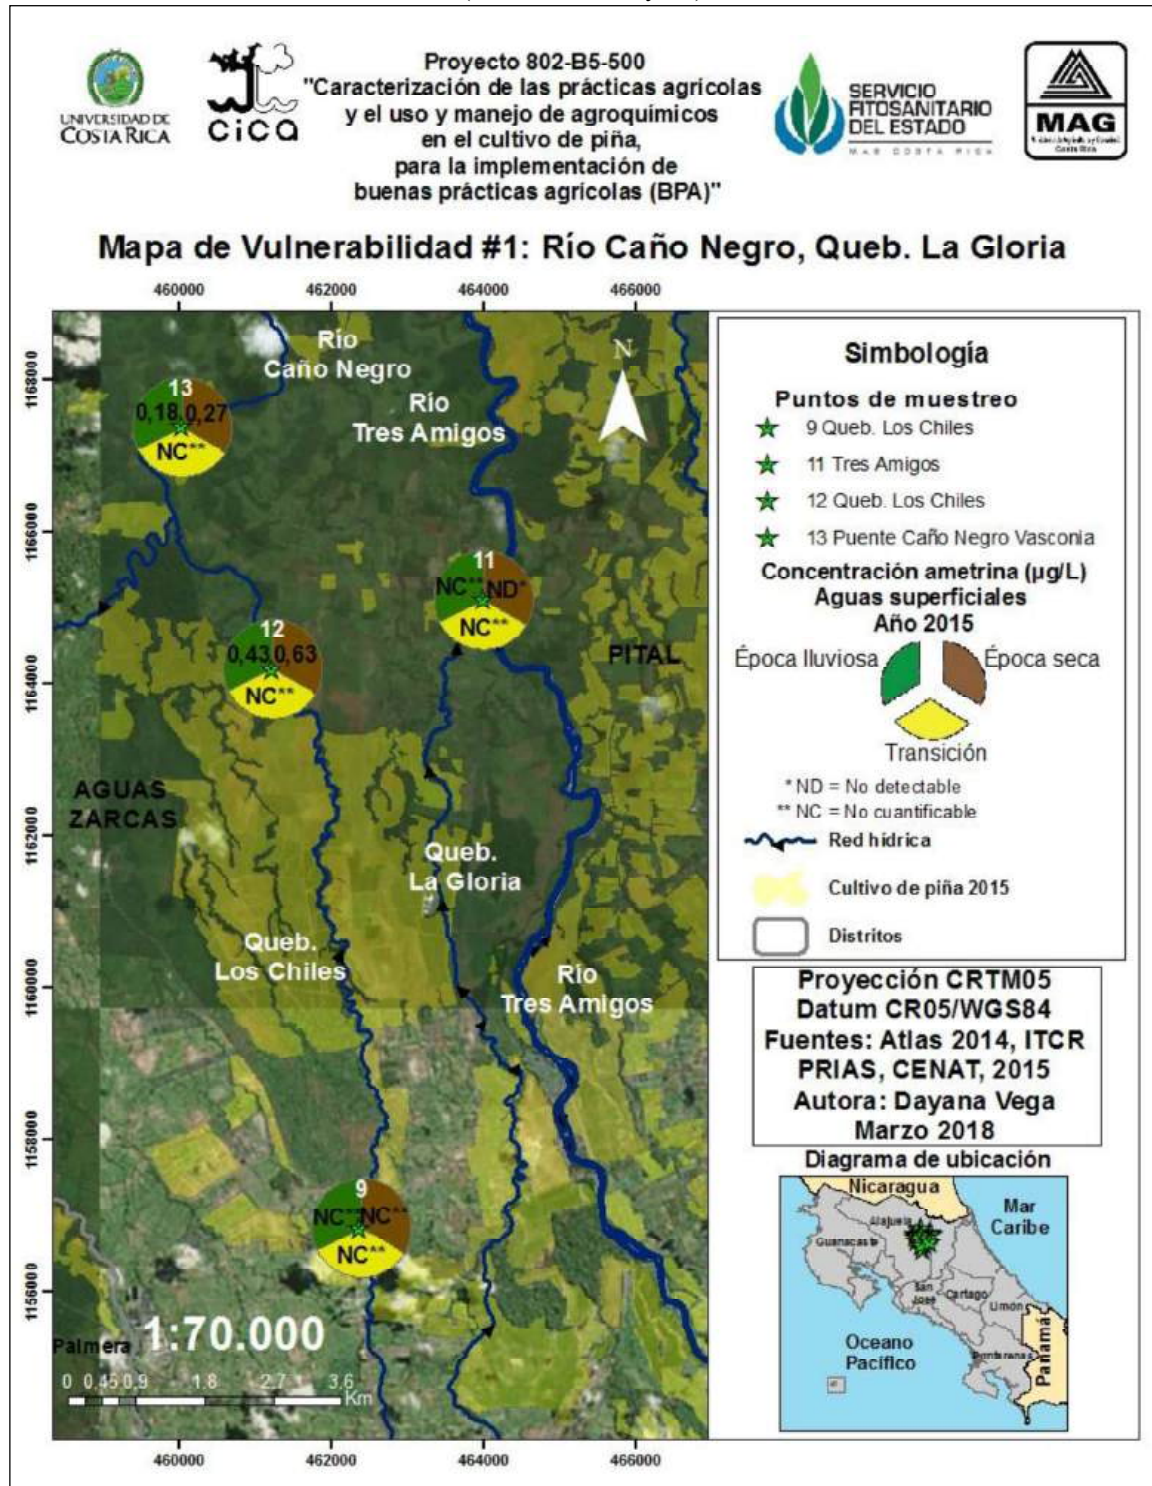 UNIVERSIDAD DE
COSTA RICA
cica
Proyecto 802-B5-500
"Caracterización de las prácticas agrícolas
y el uso y manejo de agroquímicos
en el cultivo de piña,
para la implementación de
buenas prácticas agrícolas (BPA)"
SERVICIO
FITOSANITARIO
DEL ESTADO
MAG COSTA RICA
MAG
Costa Rica
Mapa de Vulnerabilidad #1: Río Caño Negro, Queb. La Gloria
460000 462000 464000 466000
1168000
1166000
1164000
1162000
1160000
1158000
1156000
Río
Caño Negro
Río
Tres Amigos
N
13
0,18 0,27
NC**
11
NC** ND*
NC**
12
0,43 0,63
NC**
PITAL
AGUAS
ZARCAS
Queb.
La Gloria
Queb.
Los Chiles
Río
Tres Amigos
9
NC** NC**
NC**
Palmera
1:70.000
0 0.45 0.9 1.8 2.7 3.6
Km
460000 462000 464000 466000
Simbología
Puntos de muestreo
9 Queb. Los Chiles
11 Tres Amigos
12 Queb. Los Chiles
13 Puente Caño Negro Vasconia
Concentración ametrina (µg/L)
Aguas superficiales
Año 2015
Época lluviosa
Época seca
Transición
* ND = No detectable
** NC = No cuantificable
Red hídrica
Cultivo de piña 2015
Distritos
Proyección CRTM05
Datum CR05/WGS84
Fuentes: Atlas 2014, ITCR
PRIAS, CENAT, 2015
Autora: Dayana Vega
Marzo 2018
Diagrama de ubicación
Nicaragua
Mar
Caribe
Alajuela
Guanacaste
San
José
Cartago
Limón
Puntarenas
Panamá
Oceano
Pacífico